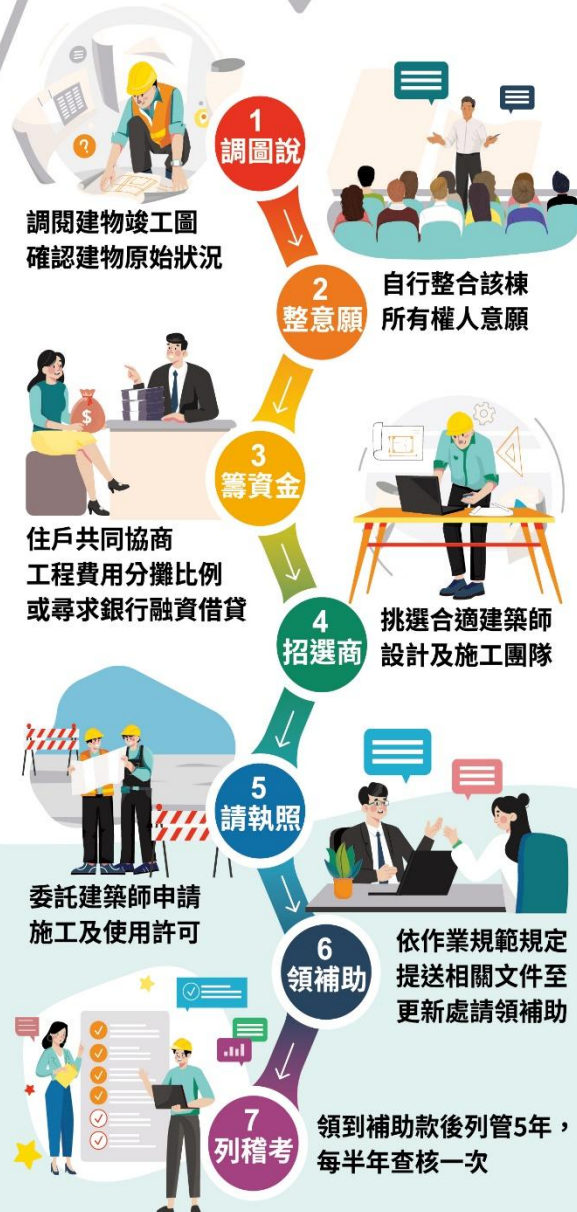 1
調圖說
調閱建物竣工圖
確認建物原始狀況
2
整意願
自行整合該棟
所有權人意願
3
籌資金
住戶共同協商
工程費用分攤比例
或尋求銀行融資借貸
4
招選商
挑選合適建築師
設計及施工團隊
5
請執照
委託建築師申請
施工及使用許可
6
領補助
依作業規範規定
提送相關文件至
更新處請領補助
7
列稽考
領到補助款後列管5年，
每半年查核一次